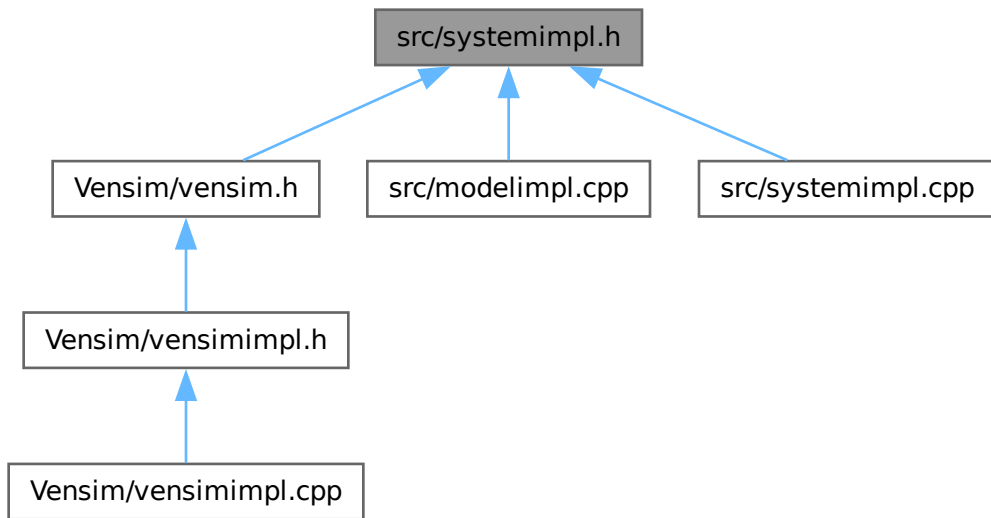 src/systemimpl.h
Vensim/vensim.h
src/modelimpl.cpp
src/systemimpl.cpp
Vensim/vensimimpl.h
Vensim/vensimimpl.cpp